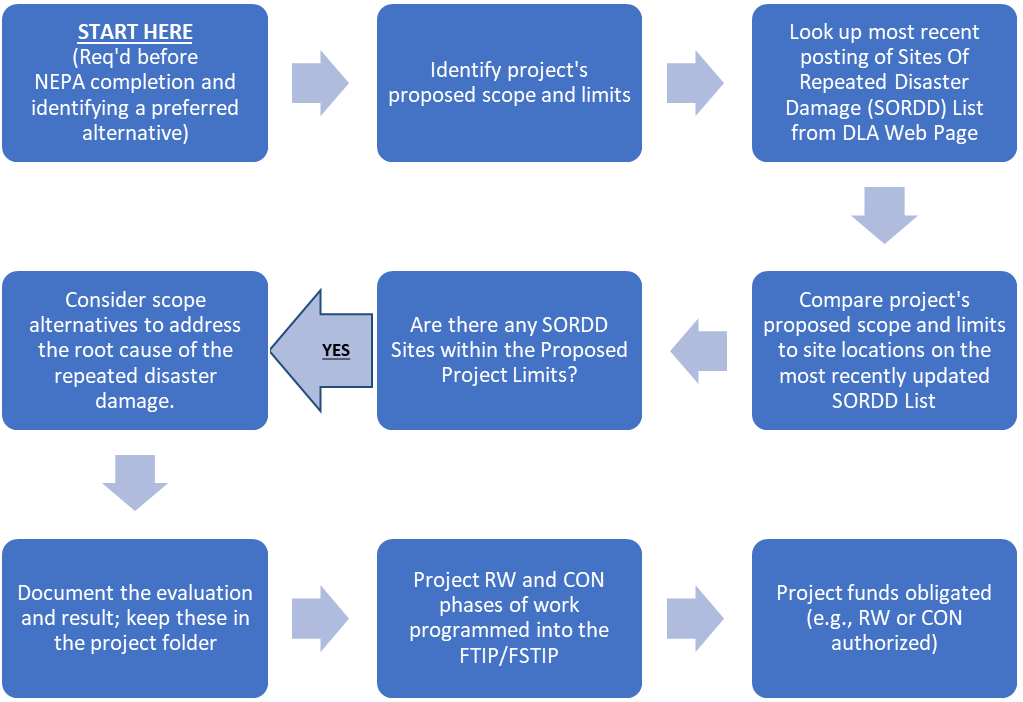 START HERE
(Req'd before
NEPA completion and
identifying a preferred
alternative)
Identify project's
proposed scope and limits
Look up most recent
posting of Sites Of
Repeated Disaster
Damage (SORDD) List
from DLA Web Page
Compare project's
proposed scope and limits
to site locations on the
most recently updated
SORDD List
Are there any SORDD
Sites within the Proposed
Project Limits?
YES
Consider scope
alternatives to address
the root cause of the
repeated disaster
damage.
Document the evaluation
and result; keep these in
the project folder
Project RW and CON
phases of work
programmed into the
FTIP/FSTIP
Project funds obligated
(e.g., RW or CON
authorized)